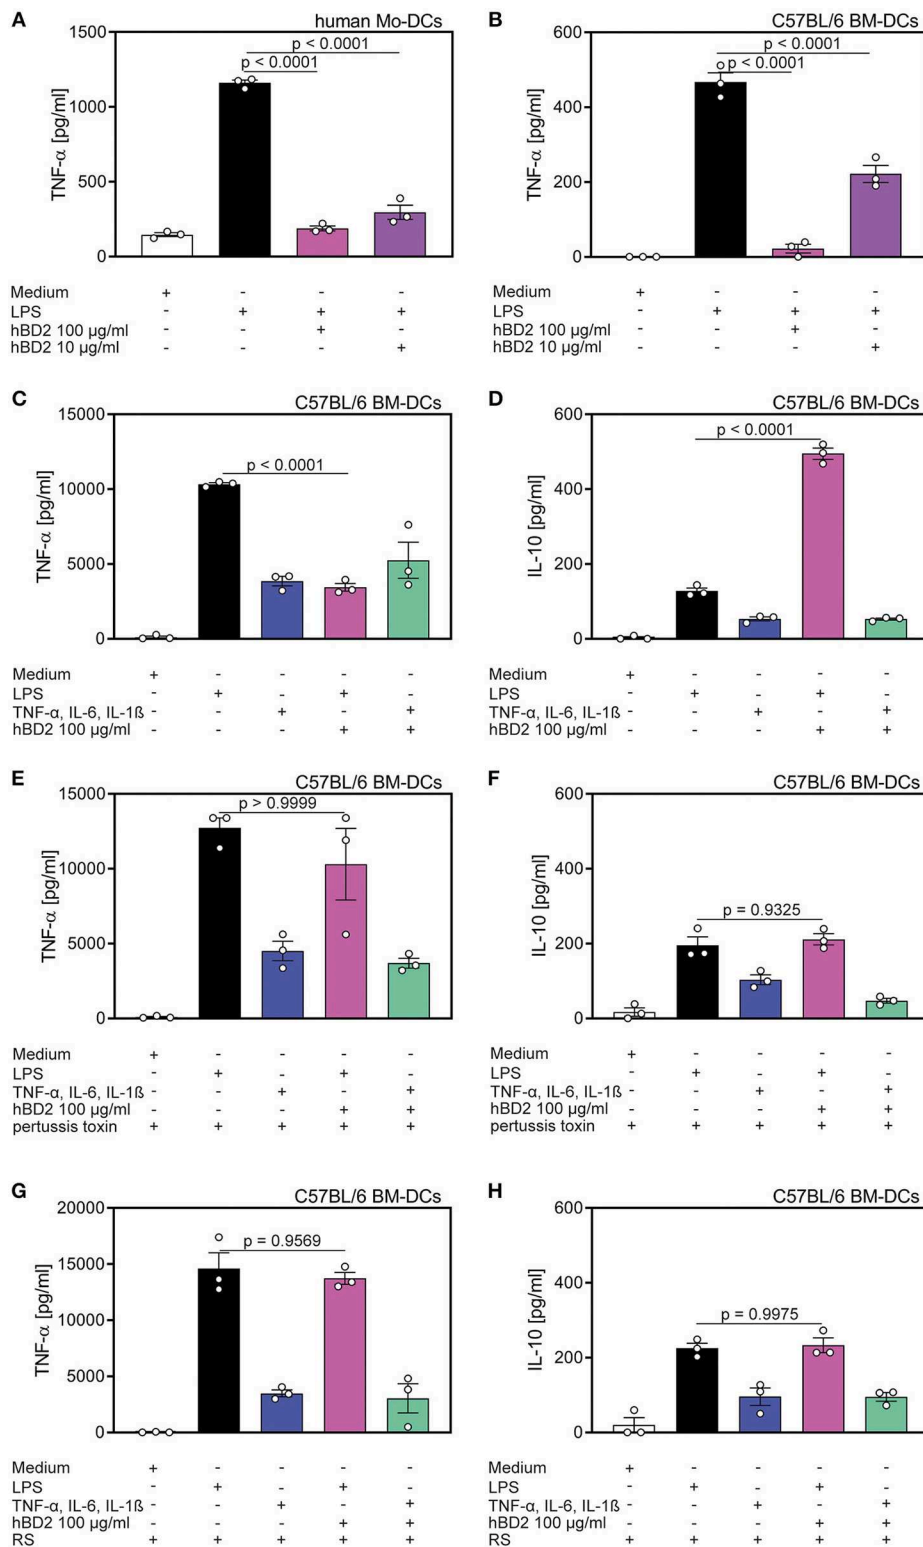 A human Mo-DCs
1500
1000
500
0
TNF-α [pg/ml]
p < 0.0001
p < 0.0001
Medium + - - -
LPS - + + +
hBD2 100 µg/ml - - + -
hBD2 10 µg/ml - - - +
B C57BL/6 BM-DCs
600
400
200
0
TNF-α [pg/ml]
p < 0.0001
p < 0.0001
Medium + - - -
LPS - + + +
hBD2 100 µg/ml - - + -
hBD2 10 µg/ml - - - +
C C57BL/6 BM-DCs
15000
10000
5000
0
TNF-α [pg/ml]
p < 0.0001
Medium + - - - -
LPS - + - + -
TNF-α, IL-6, IL-1ß - - + - +
hBD2 100 µg/ml - - - + +
D C57BL/6 BM-DCs
600
400
200
0
IL-10 [pg/ml]
p < 0.0001
Medium + - - - -
LPS - + - + -
TNF-α, IL-6, IL-1ß - - + - +
hBD2 100 µg/ml - - - + +
E C57BL/6 BM-DCs
15000
10000
5000
0
TNF-α [pg/ml]
p > 0.9999
Medium + - - - -
LPS - + - + -
TNF-α, IL-6, IL-1ß - - + - +
hBD2 100 µg/ml - - - + +
pertussis toxin + + + + +
F C57BL/6 BM-DCs
600
400
200
0
IL-10 [pg/ml]
p = 0.9325
Medium + - - - -
LPS - + - + -
TNF-α, IL-6, IL-1ß - - + - +
hBD2 100 µg/ml - - - + +
pertussis toxin + + + + +
G C57BL/6 BM-DCs
20000
15000
10000
5000
0
TNF-α [pg/ml]
p = 0.9569
Medium + - - - -
LPS - + - + -
TNF-α, IL-6, IL-1ß - - + - +
hBD2 100 µg/ml - - - + +
RS + + + + +
H C57BL/6 BM-DCs
600
400
200
0
IL-10 [pg/ml]
p = 0.9975
Medium + - - - -
LPS - + - + -
TNF-α, IL-6, IL-1ß - - + - +
hBD2 100 µg/ml - - - + +
RS + + + + +